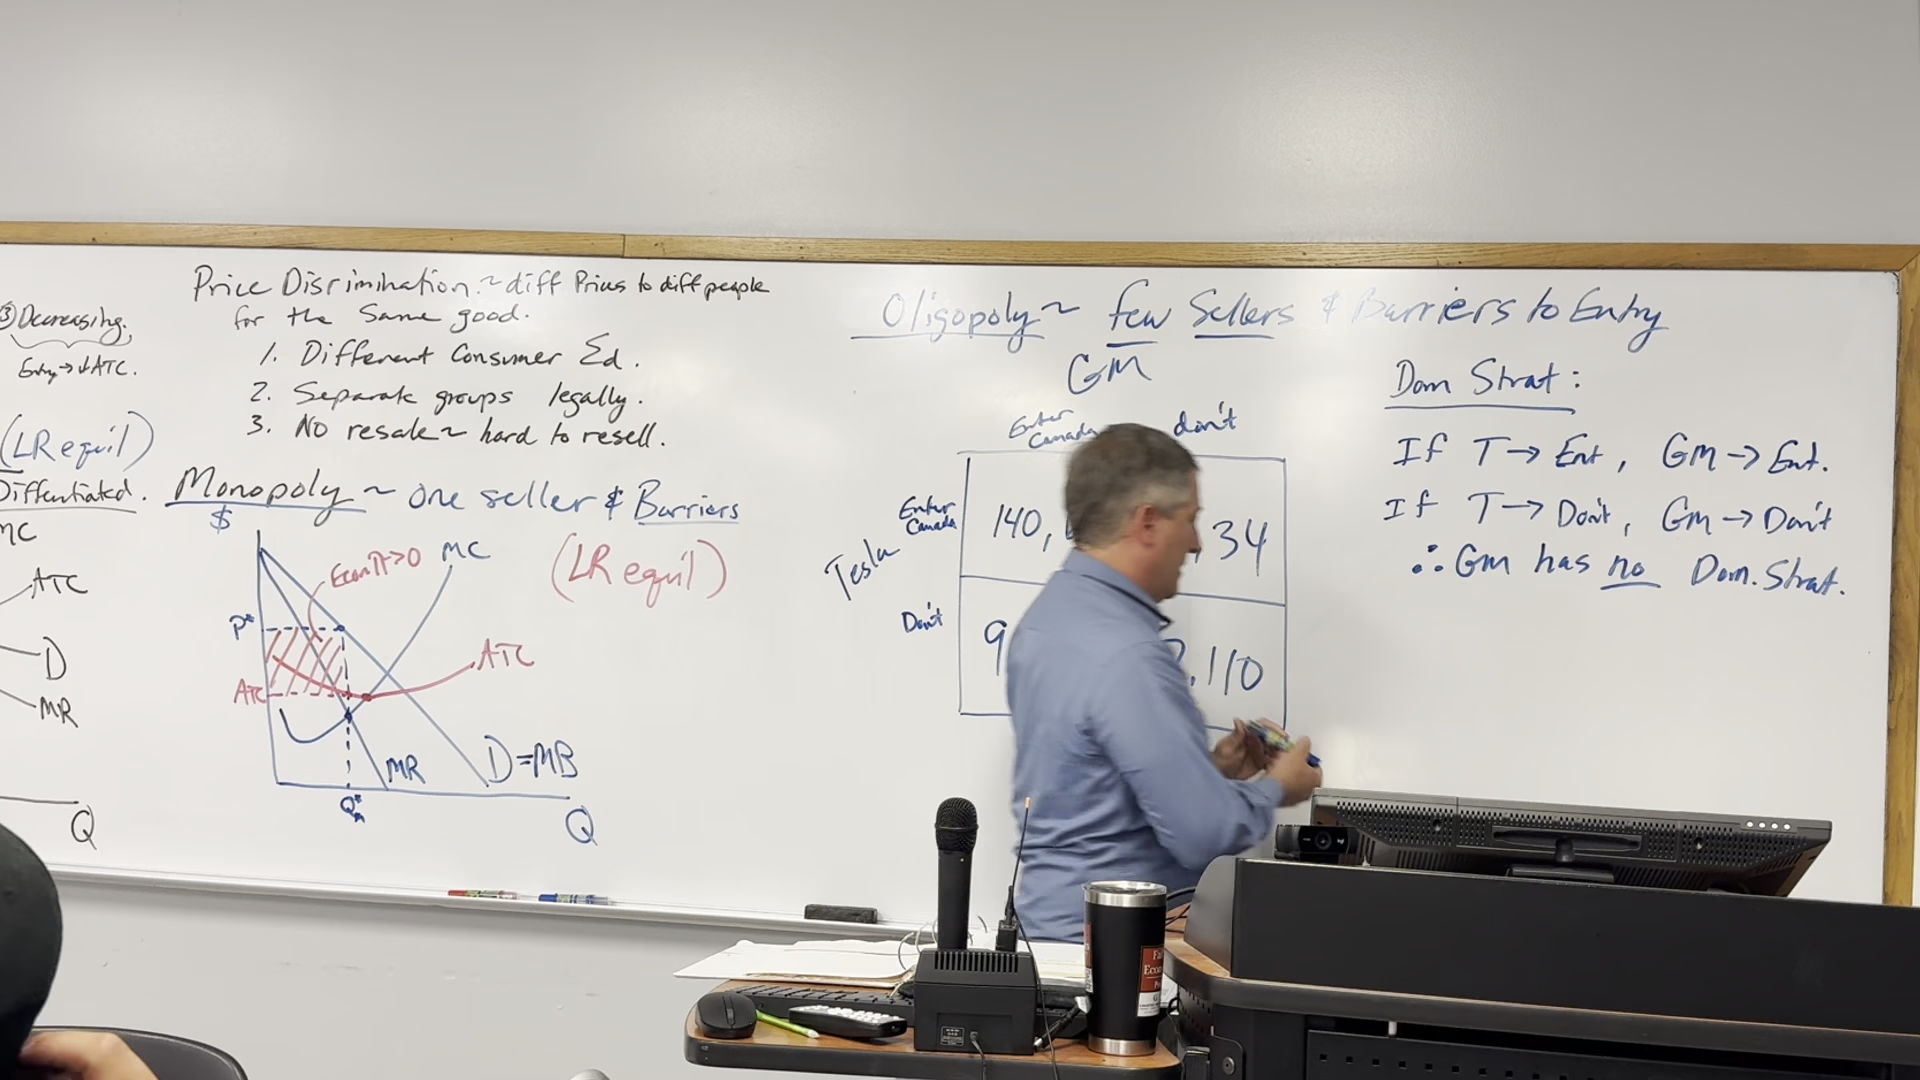 ③ Decreasing.
Entry→↓ATC.
(LR equil)
Differentiated.
MC
ATC
D
MR
Q
Price Discrimination ~ diff Prices to diff people
for the same good.
1. Different Consumer Ed.
2. Separate groups legally.
3. No resale ~ hard to resell.
Monopoly ~ one seller & Barriers
$
Econ π>0
MC
(LR equil)
P*
ATC
ATC
MR
D=MB
Q
Oligopoly ~ few Sellers & Barriers to Entry
GM
Enter
Canada
don't
Tesla
Enter
Canada
140,
, 34
Don't
9
, 110
Dom Strat:
If T→Ent, GM→Ent.
If T→Don't, GM→Don't
∴ GM has no Dom. Strat.